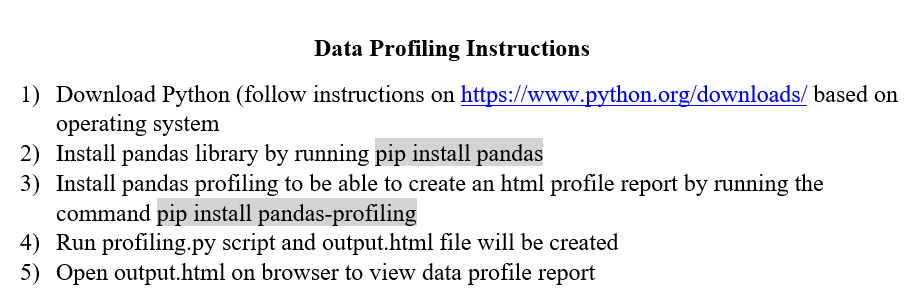 Data Profiling Instructions
1) Download Python (follow instructions on https://www.python.org/downloads/ based on
operating system
2) Install pandas library by running pip install pandas
3) Install pandas profiling to be able to create an html profile report by running the
command pip install pandas-profiling
4) Run profiling.py script and output.html file will be created
5) Open output.html on browser to view data profile report